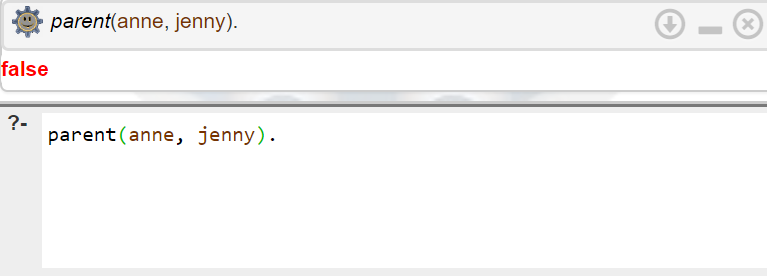 parent(anne, jenny).
false
?-
parent(anne, jenny).